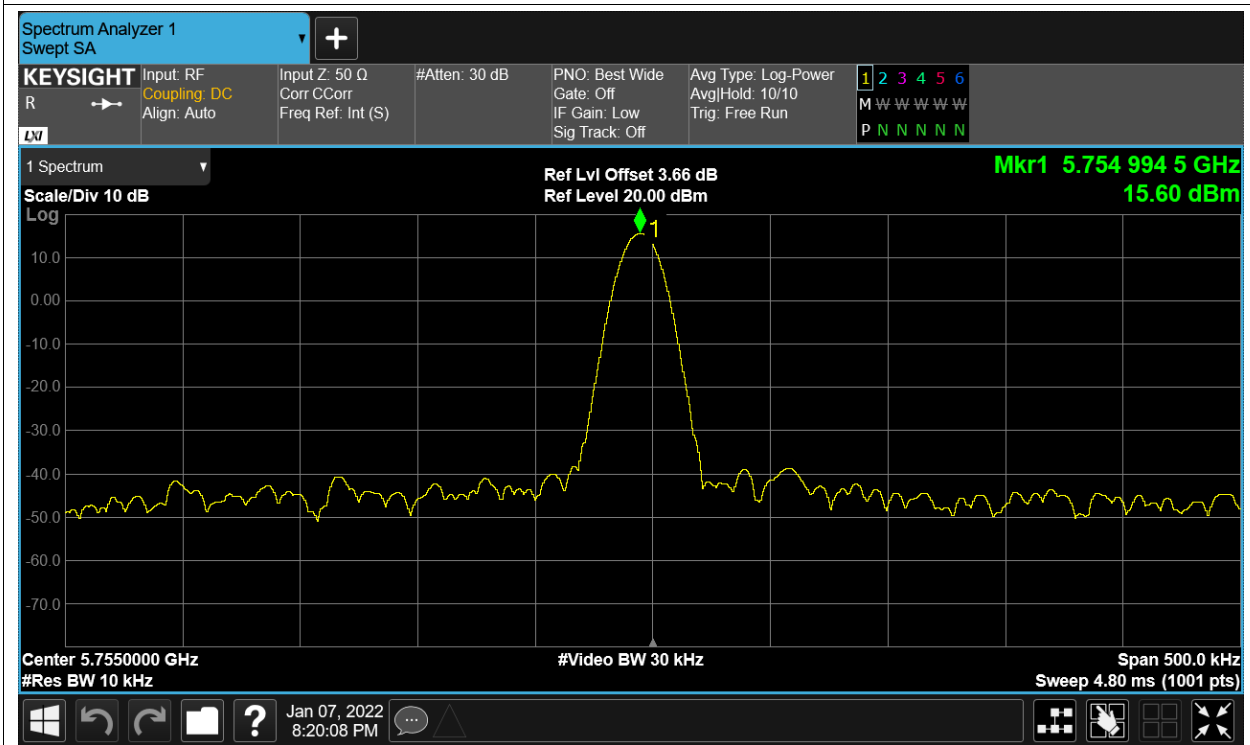 Spectrum Analyzer 1
Swept SA
▼
+
KEYSIGHT
R
LXI
Input: RF
Coupling: DC
Align: Auto
Input Z: 50 Ω
Corr CCorr
Freq Ref: Int (S)
#Atten: 30 dB
PNO: Best Wide
Gate: Off
IF Gain: Low
Sig Track: Off
Avg Type: Log-Power
Avg|Hold: 10/10
Trig: Free Run
1 2 3 4 5 6
M W W W W W
P N N N N N
1 Spectrum ▼
Scale/Div 10 dB
Log
Ref Lvl Offset 3.66 dB
Ref Level 20.00 dBm
Mkr1 5.754 994 5 GHz
15.60 dBm
1
10.0
0.00
-10.0
-20.0
-30.0
-40.0
-50.0
-60.0
-70.0
Center 5.7550000 GHz
#Res BW 10 kHz
#Video BW 30 kHz
Span 500.0 kHz
Sweep 4.80 ms (1001 pts)
?
Jan 07, 2022
8:20:08 PM